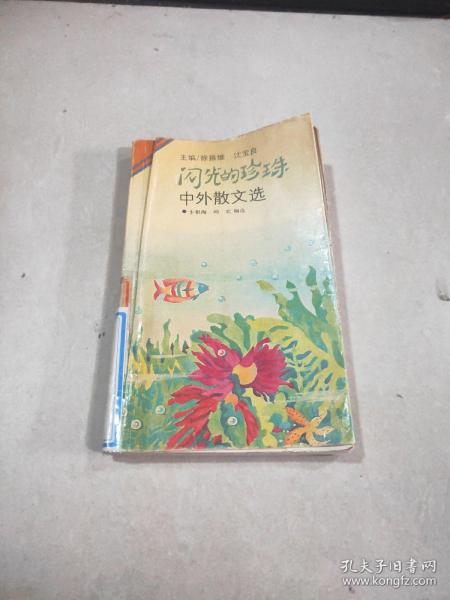 主编/徐振维 沈宝良
闪光的珍珠
中外散文选
孔夫子旧书网
www.kongfz.com